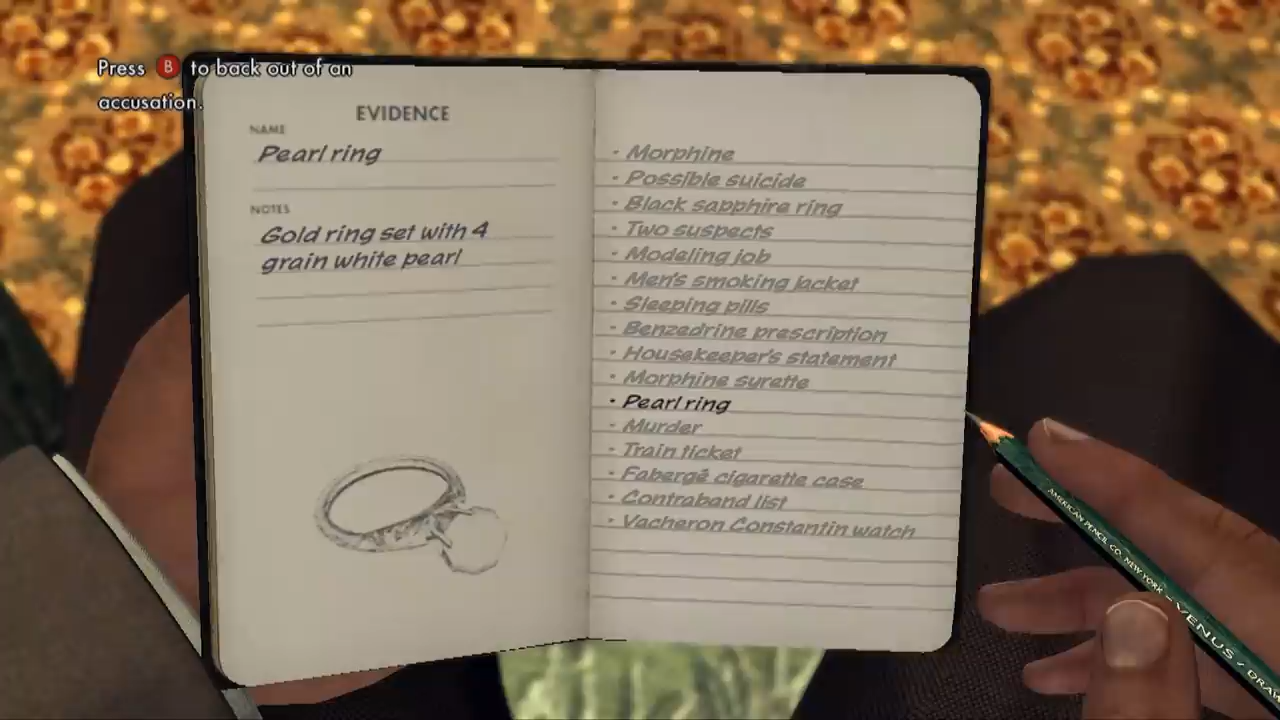 Press B to back out of an
accusation.
EVIDENCE
NAME
Pearl ring
NOTES
Gold ring set with 4
grain white pearl
· Morphine
· Possible suicide
· Black sapphire ring
· Two suspects
· Modeling job
· Men's smoking jacket
· Sleeping pills
· Benzedrine prescription
· Housekeeper's statement
· Morphine surette
· Pearl ring
· Murder
· Train ticket
· Fabergé cigarette case
· Contraband list
· Vacheron Constantin watch
AMERICAN PENCIL CO. NEW YORK VENUS / DRAW